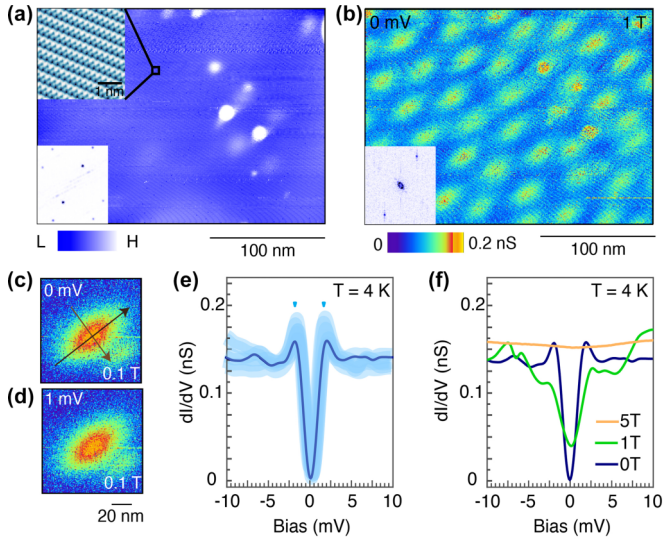 (a)
1 nm
L H
100 nm
(b)
0 mV
1 T
0 0.2 nS
100 nm
(c)
0 mV
0.1 T
(d)
1 mV
0.1 T
20 nm
(e)
T = 4 K
0.2
0.1
0
dI/dV (nS)
-10 -5 0 5 10
Bias (mV)
(f)
T = 4 K
0.2
0.1
0
dI/dV (nS)
5T
1T
0T
-10 -5 0 5 10
Bias (mV)